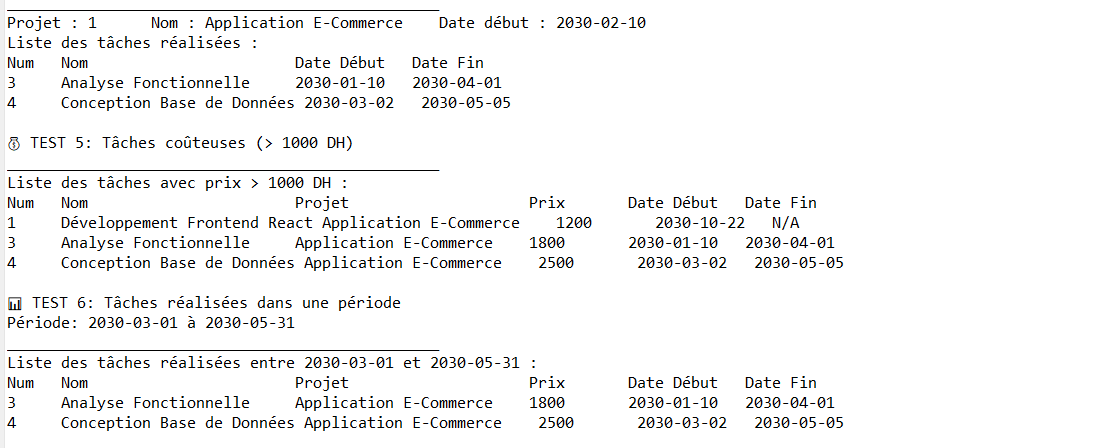 Projet : 1      Nom : Application E-Commerce    Date début : 2030-02-10
Liste des tâches réalisées :
Num   Nom                       Date Début   Date Fin
3     Analyse Fonctionnelle     2030-01-10   2030-04-01
4     Conception Base de Données 2030-03-02   2030-05-05
💰 TEST 5: Tâches coûteuses (> 1000 DH)
Liste des tâches avec prix > 1000 DH :
Num   Nom                       Projet                    Prix       Date Début   Date Fin
1     Développement Frontend React Application E-Commerce    1200       2030-10-22   N/A
3     Analyse Fonctionnelle     Application E-Commerce    1800       2030-01-10   2030-04-01
4     Conception Base de Données Application E-Commerce    2500       2030-03-02   2030-05-05
📊 TEST 6: Tâches réalisées dans une période
Période: 2030-03-01 à 2030-05-31
Liste des tâches réalisées entre 2030-03-01 et 2030-05-31 :
Num   Nom                       Projet                    Prix       Date Début   Date Fin
3     Analyse Fonctionnelle     Application E-Commerce    1800       2030-01-10   2030-04-01
4     Conception Base de Données Application E-Commerce    2500       2030-03-02   2030-05-05